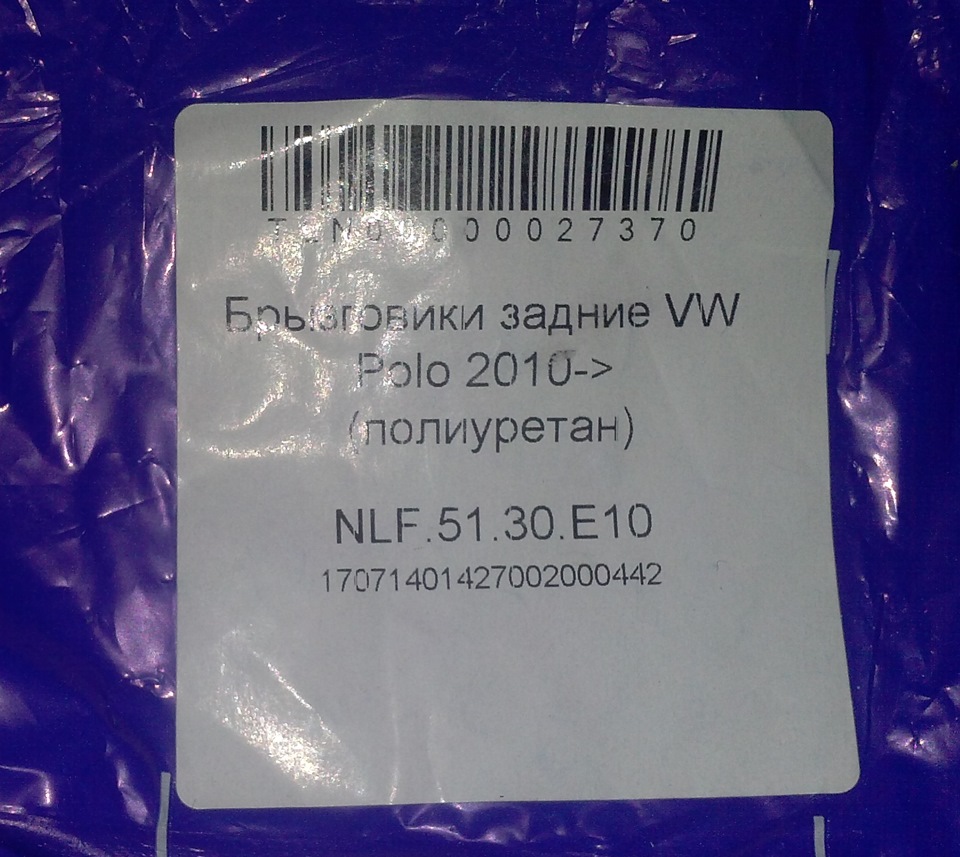 Брызговики задние VW
Polo 2010->
(полиуретан)
NLF.51.30.E10
17071401427002000442